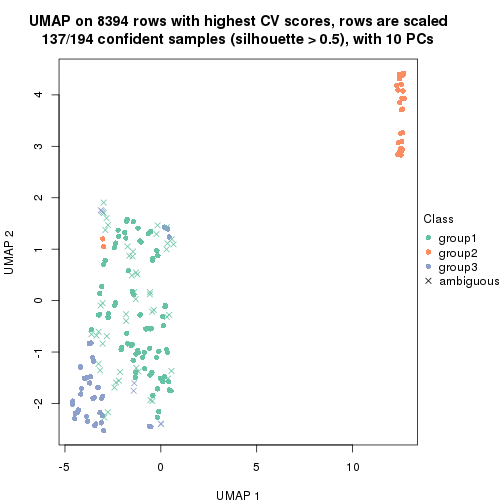 UMAP on 8394 rows with highest CV scores, rows are scaled
137/194 confident samples (silhouette > 0.5), with 10 PCs
UMAP 2
4
3
2
1
0
-1
-2
-5
0
5
10
UMAP 1
Class
group1
group2
group3
ambiguous